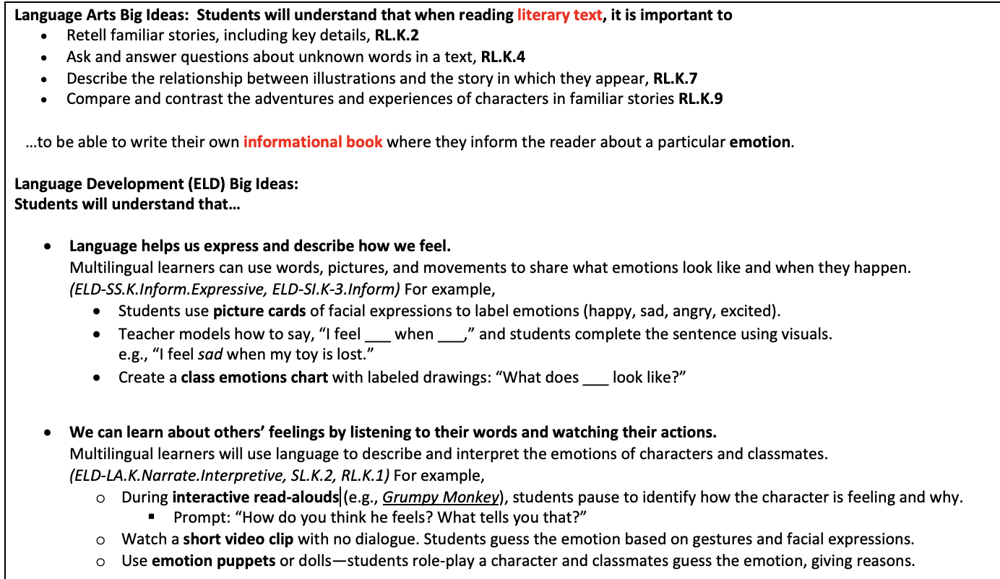 Language Arts Big Ideas:  Students will understand that when reading literary text, it is important to
• Retell familiar stories, including key details, RL.K.2
• Ask and answer questions about unknown words in a text, RL.K.4
• Describe the relationship between illustrations and the story in which they appear, RL.K.7
• Compare and contrast the adventures and experiences of characters in familiar stories RL.K.9
…to be able to write their own informational book where they inform the reader about a particular emotion.
Language Development (ELD) Big Ideas:
Students will understand that…
• Language helps us express and describe how we feel.
Multilingual learners can use words, pictures, and movements to share what emotions look like and when they happen.
(ELD-SS.K.Inform.Expressive, ELD-SI.K-3.Inform) For example,
• Students use picture cards of facial expressions to label emotions (happy, sad, angry, excited).
• Teacher models how to say, “I feel ___ when ___,” and students complete the sentence using visuals.
e.g., “I feel sad when my toy is lost.”
• Create a class emotions chart with labeled drawings: “What does ___ look like?”
• We can learn about others’ feelings by listening to their words and watching their actions.
Multilingual learners will use language to describe and interpret the emotions of characters and classmates.
(ELD-LA.K.Narrate.Interpretive, SL.K.2, RL.K.1) For example,
o During interactive read-alouds (e.g., Grumpy Monkey), students pause to identify how the character is feeling and why.
▪ Prompt: “How do you think he feels? What tells you that?”
o Watch a short video clip with no dialogue. Students guess the emotion based on gestures and facial expressions.
o Use emotion puppets or dolls—students role-play a character and classmates guess the emotion, giving reasons.